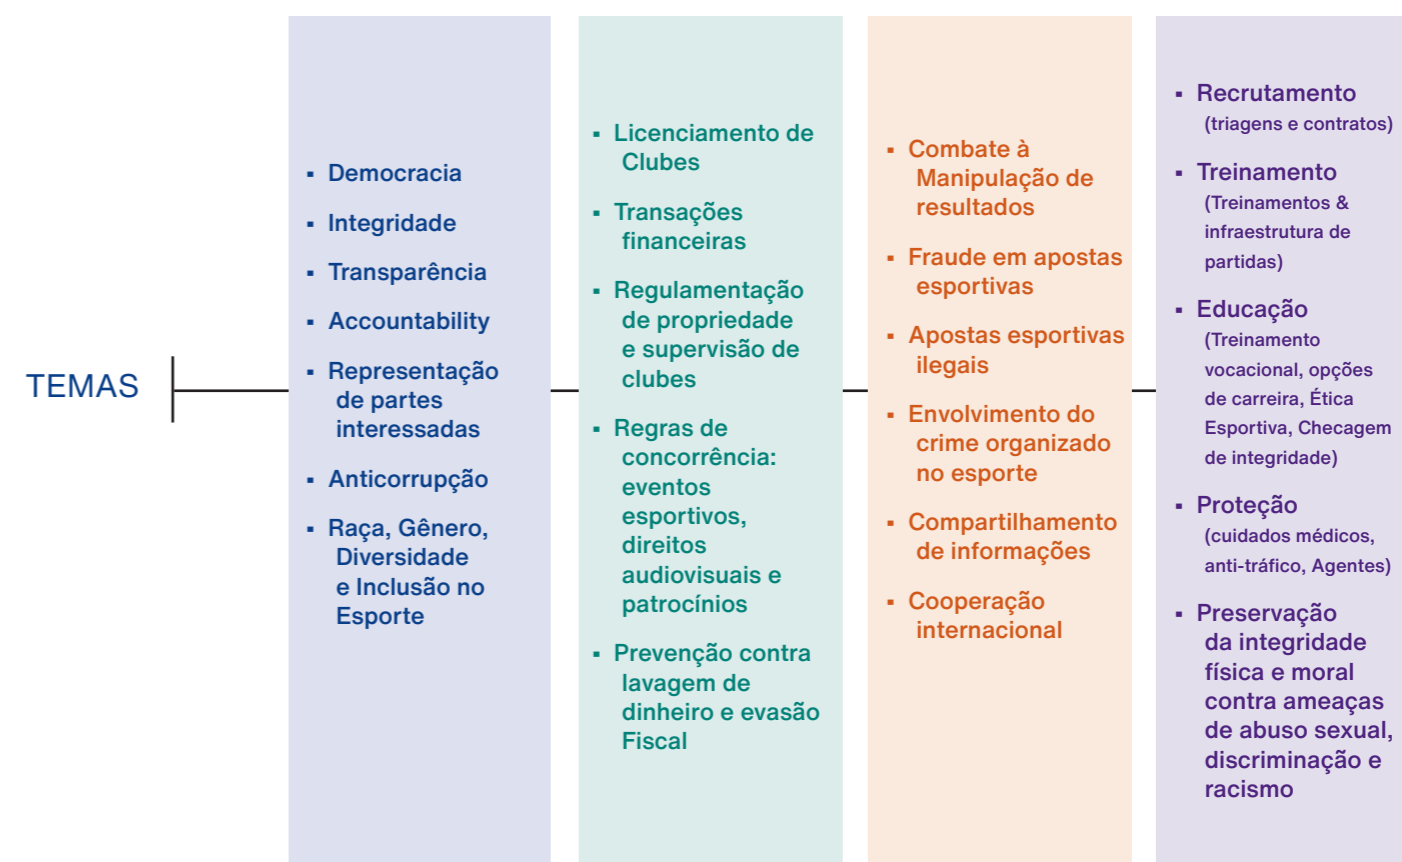 TEMAS
▪ Democracia
▪ Integridade
▪ Transparência
▪ Accountability
▪ Representação
de partes
interessadas
▪ Anticorrupção
▪ Raça, Gênero,
Diversidade
e Inclusão no
Esporte
▪ Licenciamento de
Clubes
▪ Transações
financeiras
▪ Regulamentação
de propriedade
e supervisão de
clubes
▪ Regras de
concorrência:
eventos
esportivos,
direitos
audiovisuais e
patrocínios
▪ Prevenção contra
lavagem de
dinheiro e evasão
Fiscal
▪ Combate à
Manipulação de
resultados
▪ Fraude em apostas
esportivas
▪ Apostas esportivas
ilegais
▪ Envolvimento do
crime organizado
no esporte
▪ Compartilhamento
de informações
▪ Cooperação
internacional
▪ Recrutamento
(triagens e contratos)
▪ Treinamento
(Treinamentos &
infraestrutura de
partidas)
▪ Educação
(Treinamento
vocacional, opções
de carreira, Ética
Esportiva, Checagem
de integridade)
▪ Proteção
(cuidados médicos,
anti-tráfico, Agentes)
▪ Preservação
da integridade
física e moral
contra ameaças
de abuso sexual,
discriminação e
racismo